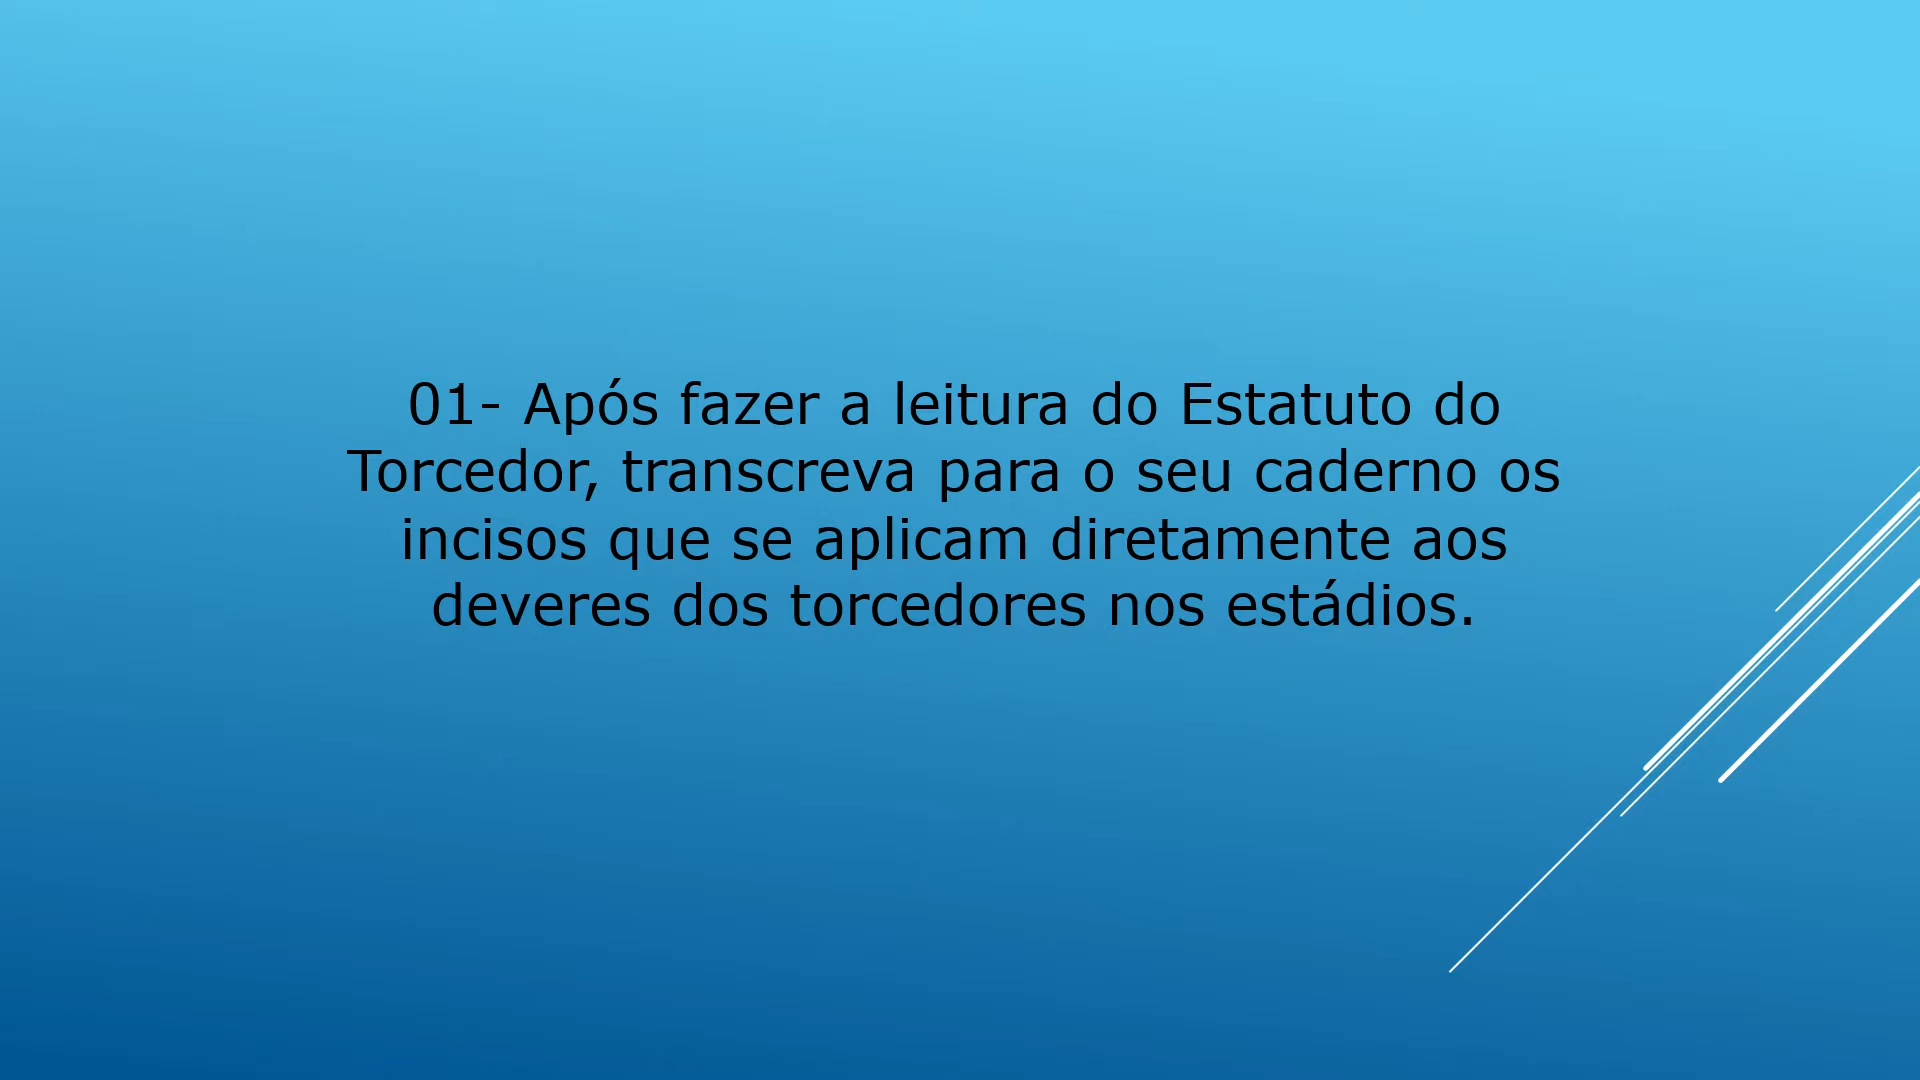 01- Após fazer a leitura do Estatuto do
Torcedor, transcreva para o seu caderno os
incisos que se aplicam diretamente aos
deveres dos torcedores nos estádios.